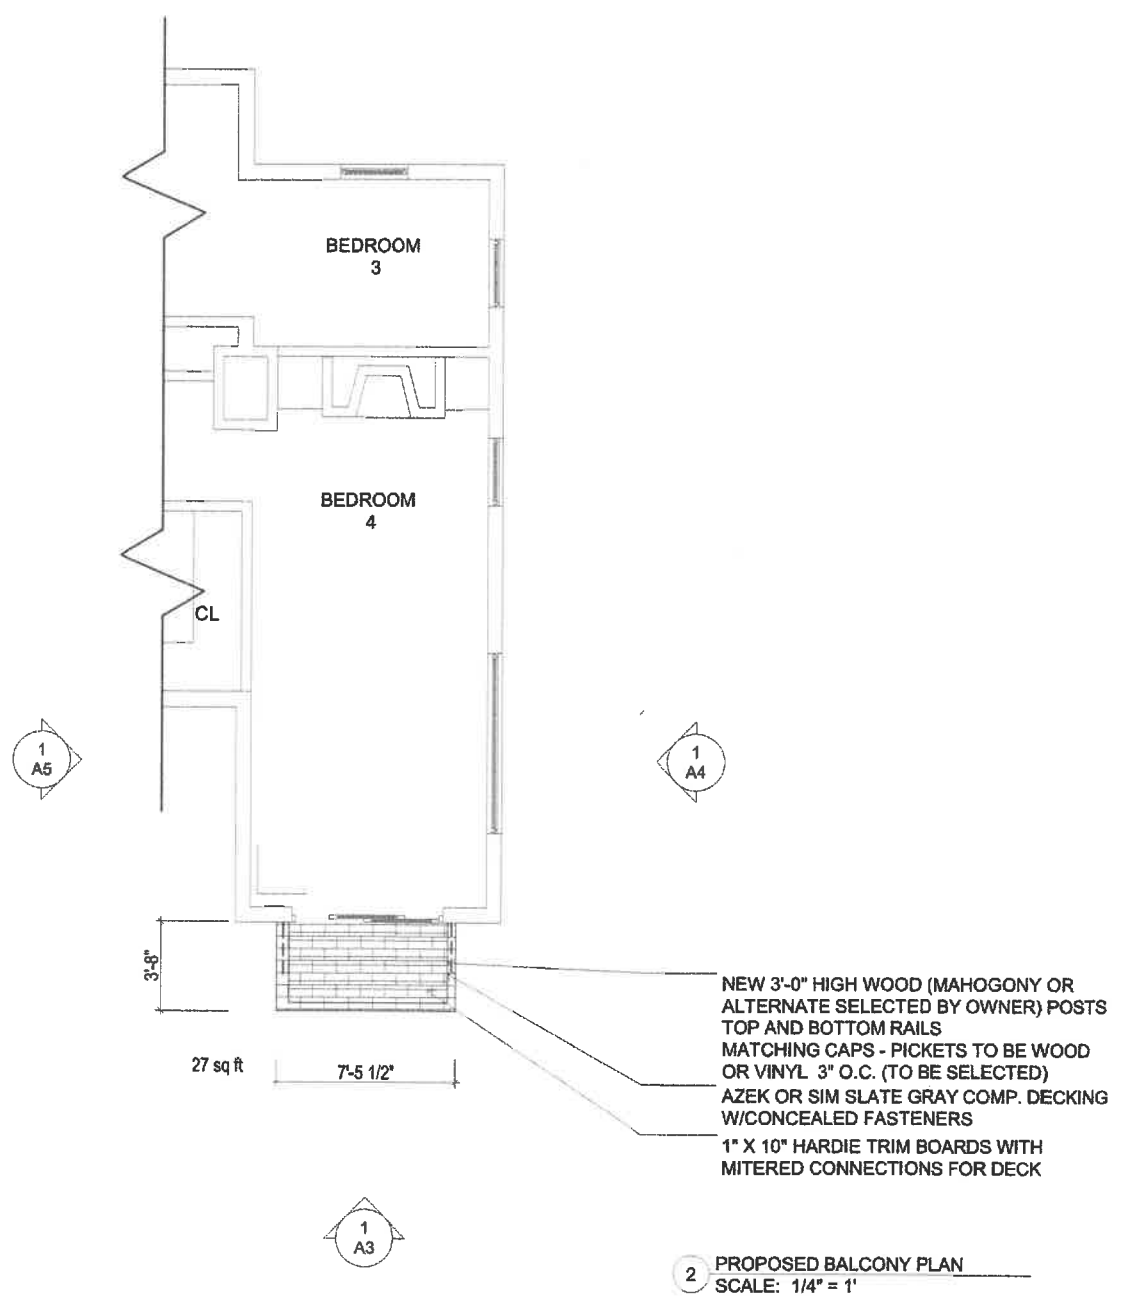 BEDROOM
3
BEDROOM
4
CL
1
A5
1
A4
3'-8"
27 sq ft
7'-5 1/2"
NEW 3'-0" HIGH WOOD (MAHOGONY OR
ALTERNATE SELECTED BY OWNER) POSTS
TOP AND BOTTOM RAILS
MATCHING CAPS - PICKETS TO BE WOOD
OR VINYL 3" O.C. (TO BE SELECTED)
AZEK OR SIM SLATE GRAY COMP. DECKING
W/CONCEALED FASTENERS
1" X 10" HARDIE TRIM BOARDS WITH
MITERED CONNECTIONS FOR DECK
1
A3
2 PROPOSED BALCONY PLAN
SCALE: 1/4" = 1'